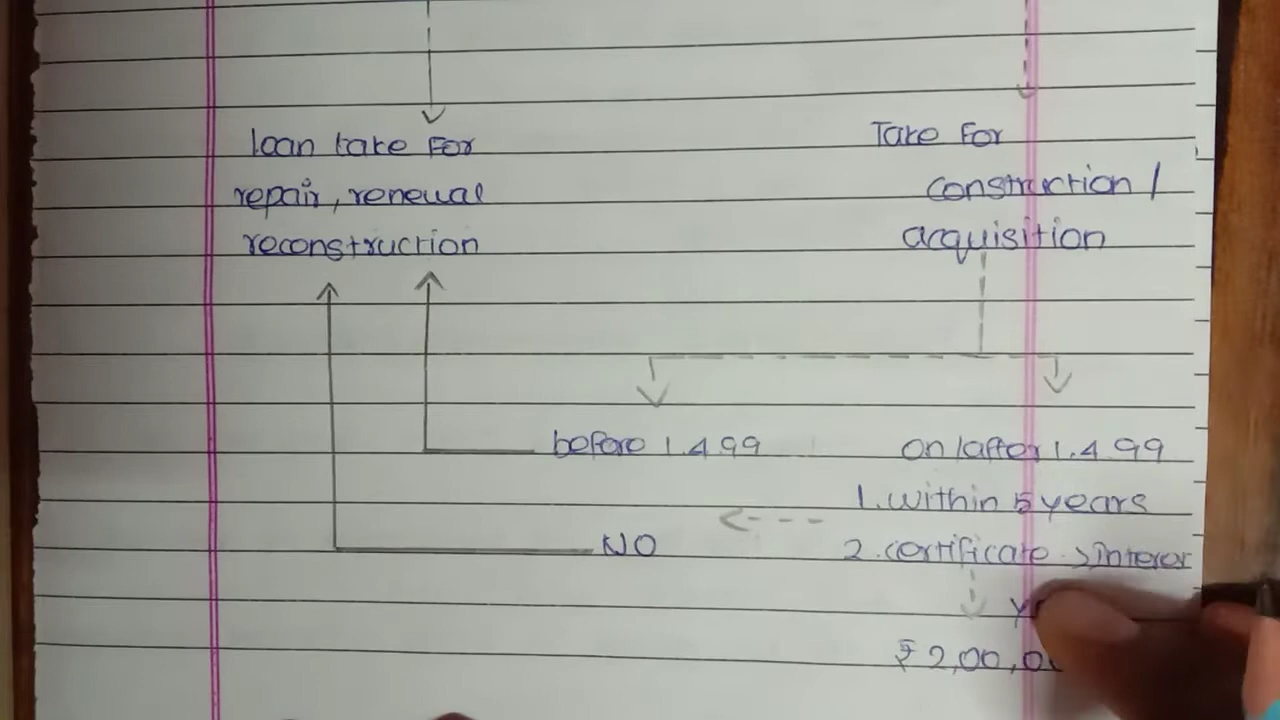 loan take For
repair, renewal
reconstruction
Take For
construction /
acquisition
before 1.4.99
on/after 1.4.99
1. within 5 years
NO
2. certificate → Interes
₹ 2,00,0